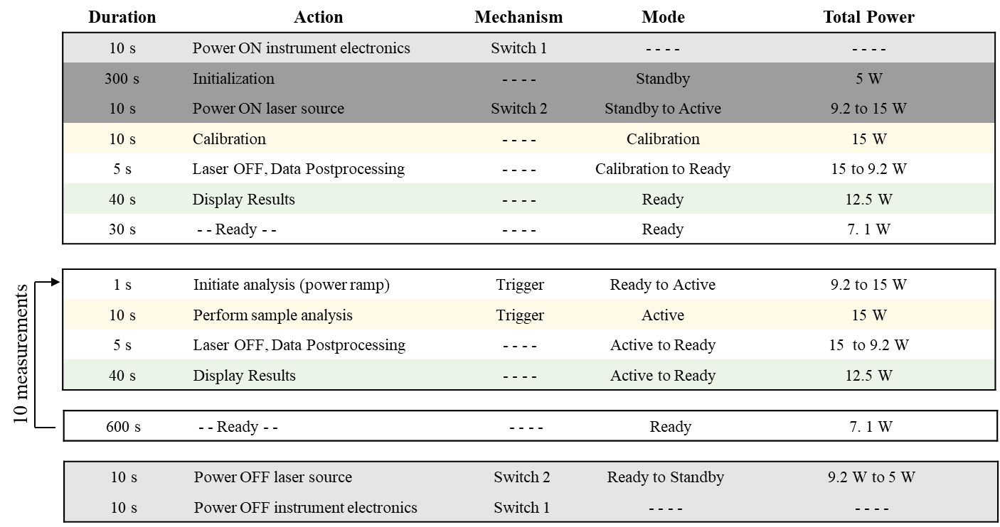 Duration Action Mechanism Mode Total Power
10 s Power ON instrument electronics Switch 1 - - - - - - - -
300 s Initialization - - - - Standby 5 W
10 s Power ON laser source Switch 2 Standby to Active 9.2 to 15 W
10 s Calibration - - - - Calibration 15 W
5 s Laser OFF, Data Postprocessing - - - - Calibration to Ready 15 to 9.2 W
40 s Display Results - - - - Ready 12.5 W
30 s - - Ready - - - - - - Ready 7. 1 W
10 measurements
1 s Initiate analysis (power ramp) Trigger Ready to Active 9.2 to 15 W
10 s Perform sample analysis Trigger Active 15 W
5 s Laser OFF, Data Postprocessing - - - - Active to Ready 15 to 9.2 W
40 s Display Results - - - - Active to Ready 12.5 W
600 s - - Ready - - - - - - Ready 7. 1 W
10 s Power OFF laser source Switch 2 Ready to Standby 9.2 W to 5 W
10 s Power OFF instrument electronics Switch 1 - - - - - - - -